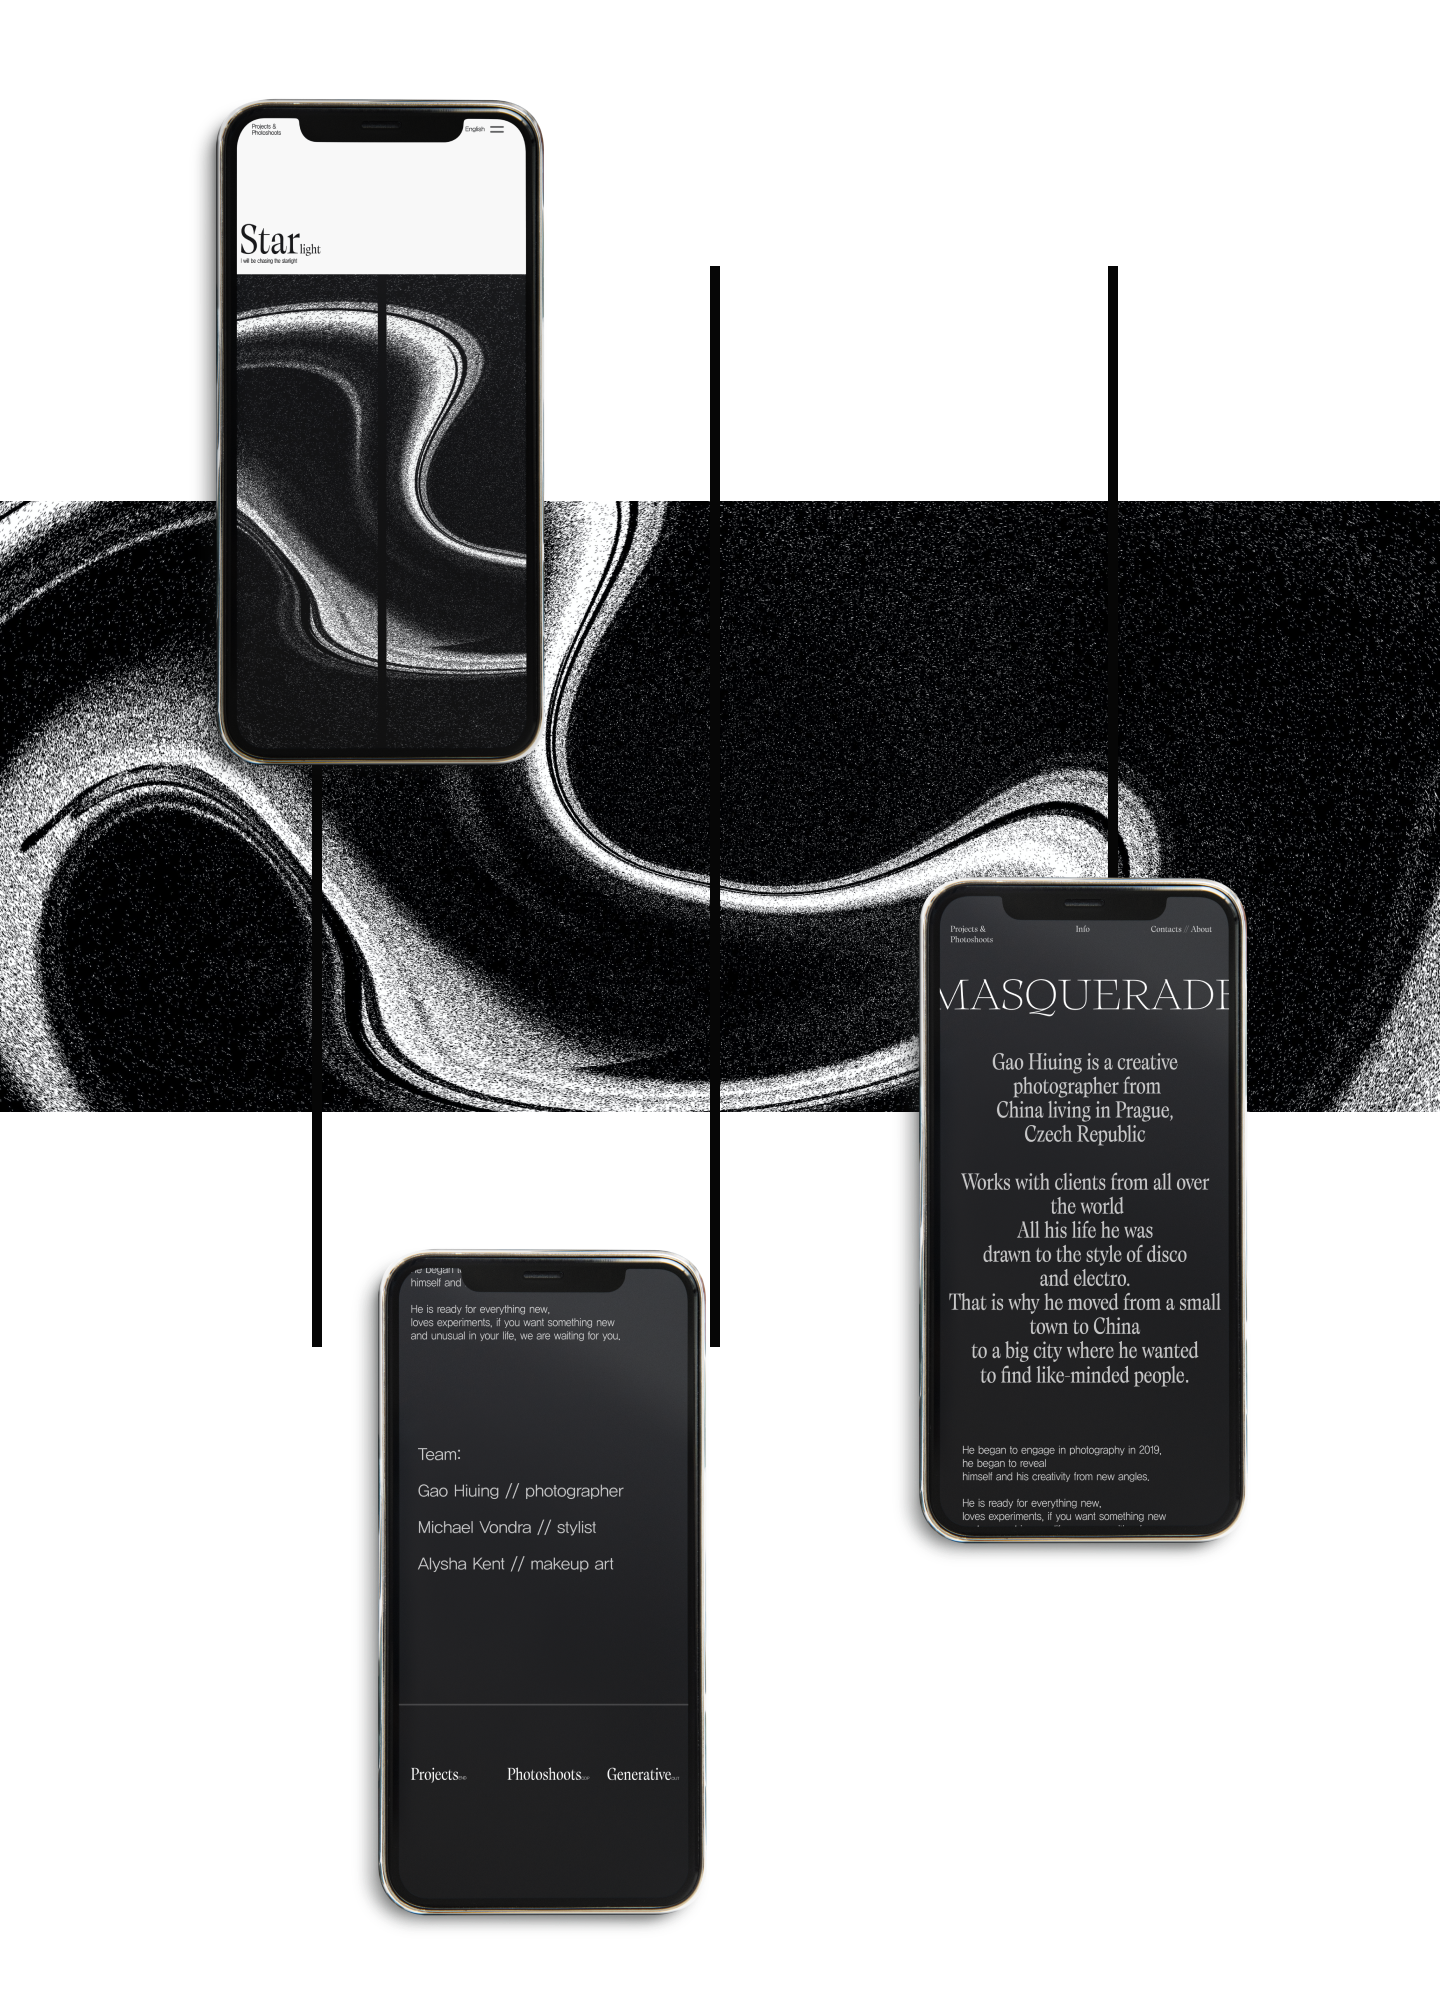 Projects &
Photoshoots
English
Star light
I will be chasing the starlight
Projects &
Photoshoots
Info
Contacts // About
MASQUERADE
Gao Hiuing is a creative
photographer from
China living in Prague,
Czech Republic
Works with clients from all over
the world
All his life he was
drawn to the style of disco
and electro.
That is why he moved from a small
town to China
to a big city where he wanted
to find like-minded people.
He began to engage in photography in 2019,
he began to reveal
himself and his creativity from new angles.
He is ready for everything new,
loves experiments, if you want something new
he began
himself and
He is ready for everything new,
loves experiments, if you want something new
and unusual in your life, we are waiting for you.
Team:
Gao Hiuing // photographer
Michael Vondra // stylist
Alysha Kent // makeup art
Projects
Photoshoots
Generative